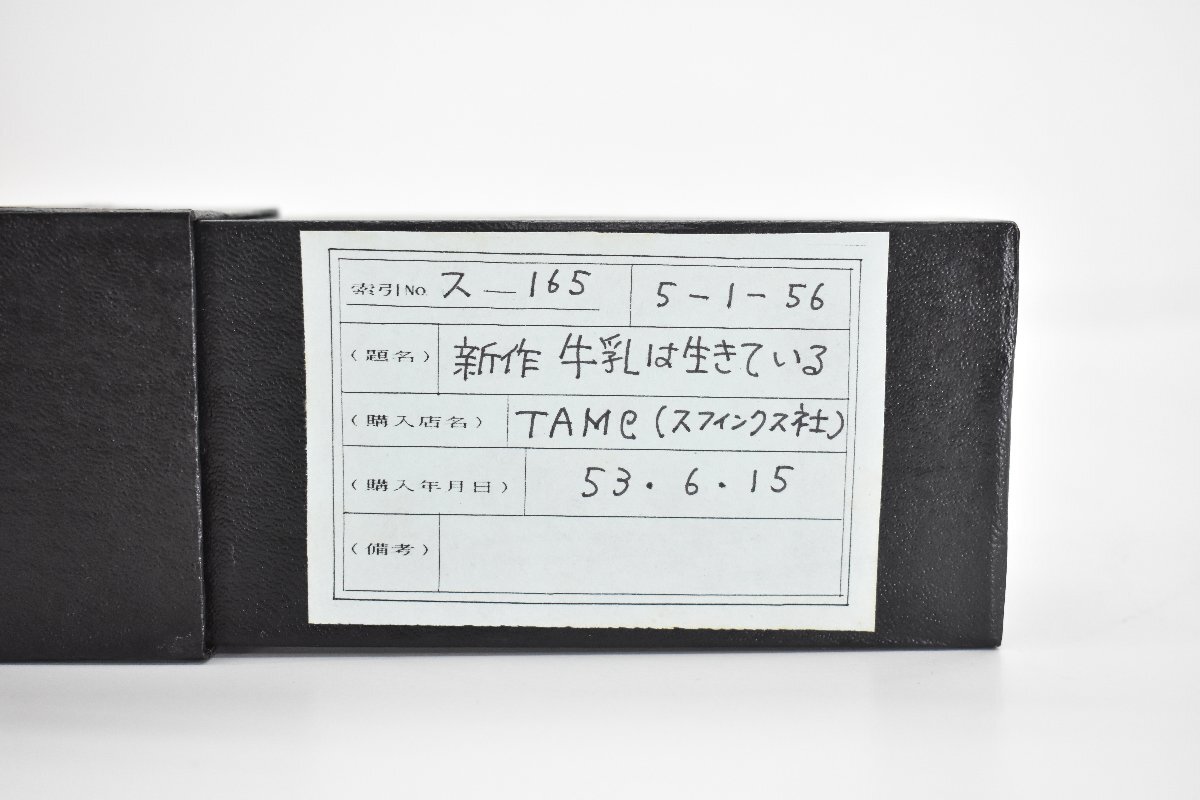 索引No. ス－165 5-1-56
(題名) 新作 牛乳は生きている
(購入店名) TAMC (スフィンクス社)
(購入年月日) 53.6.15
(備考)